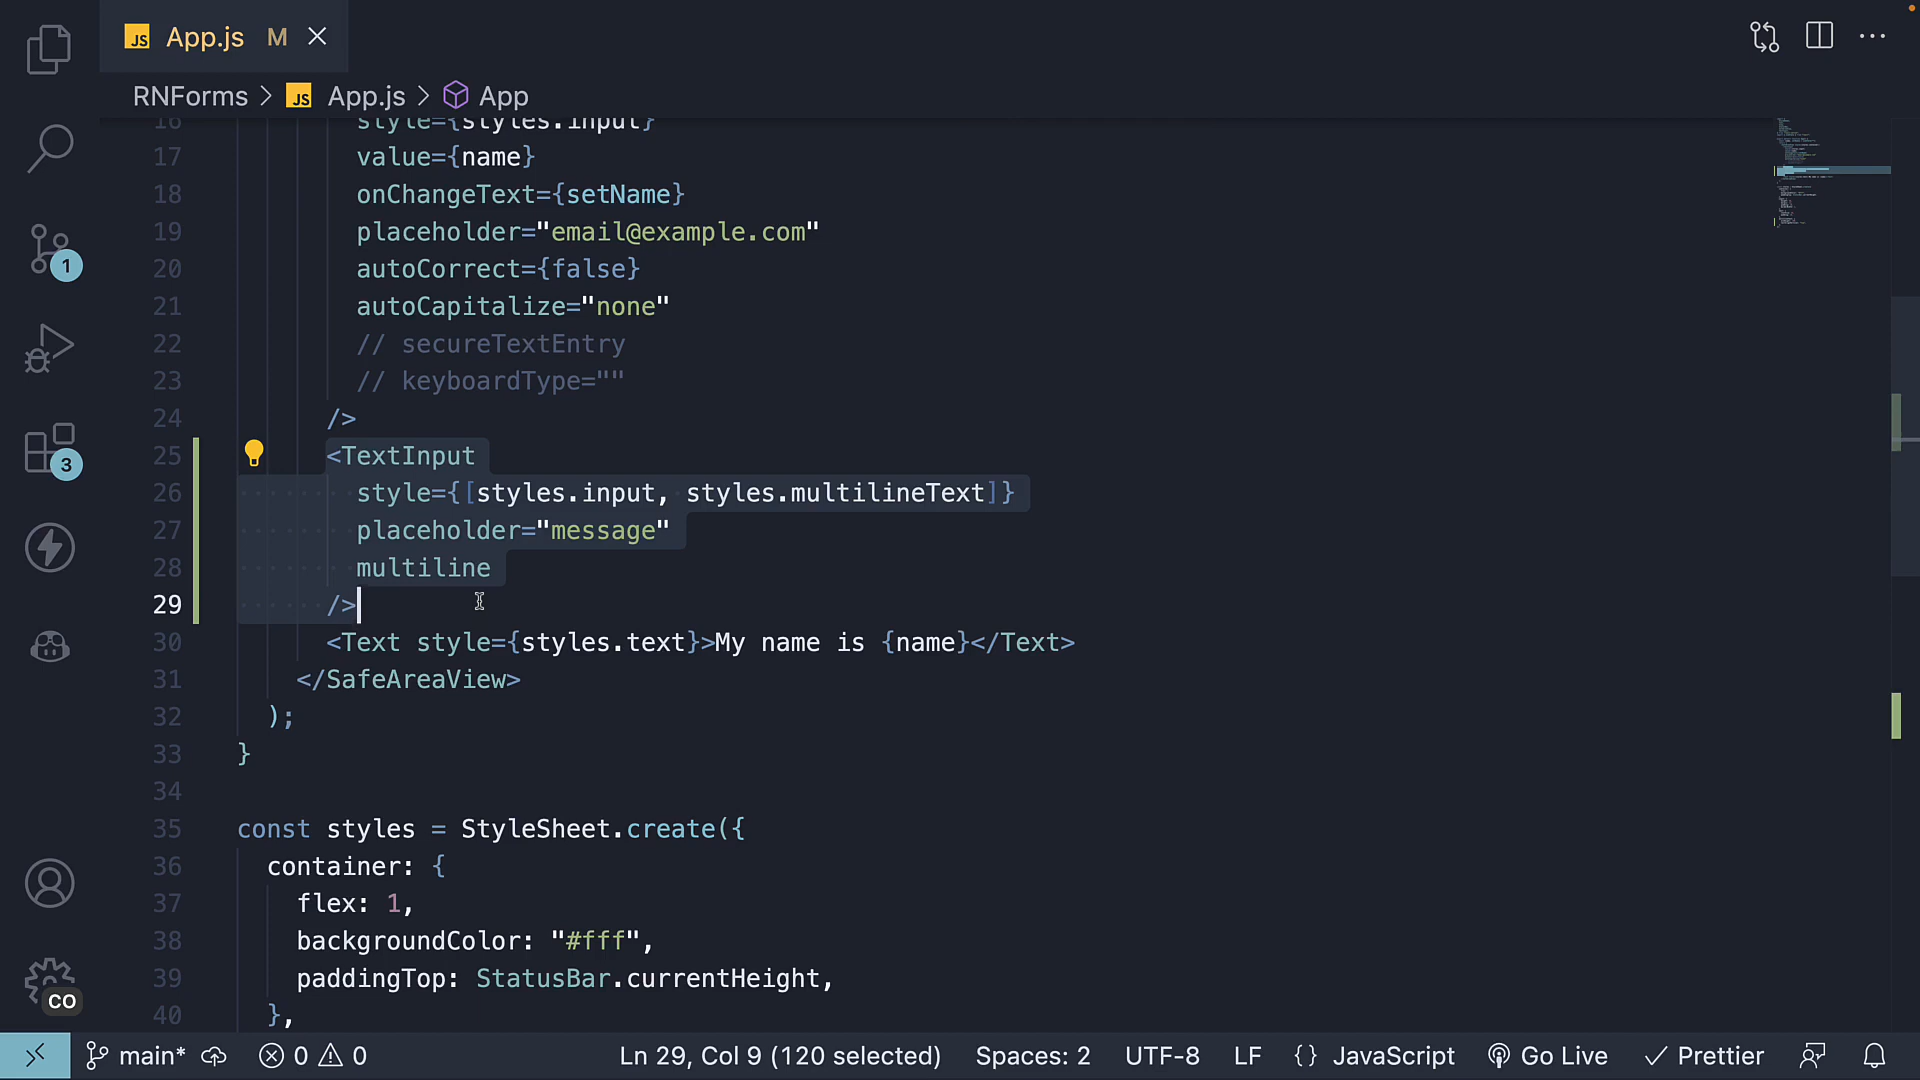 JS App.js M
RNForms > JS App.js > App
16 style={styles.input}
17 value={name}
18 onChangeText={setName}
19 placeholder="email@example.com"
20 autoCorrect={false}
21 autoCapitalize="none"
22 // secureTextEntry
23 // keyboardType=""
24 />
25 <TextInput
26 style={[styles.input, styles.multilineText]}
27 placeholder="message"
28 multiline
29 />
30 <Text style={styles.text}>My name is {name}</Text>
31 </SafeAreaView>
32 );
33 }
34
35 const styles = StyleSheet.create({
36 container: {
37 flex: 1,
38 backgroundColor: "#fff",
39 paddingTop: StatusBar.currentHeight,
40 },
1
3
CO
main* 0 0 Ln 29, Col 9 (120 selected) Spaces: 2 UTF-8 LF {} JavaScript Go Live Prettier